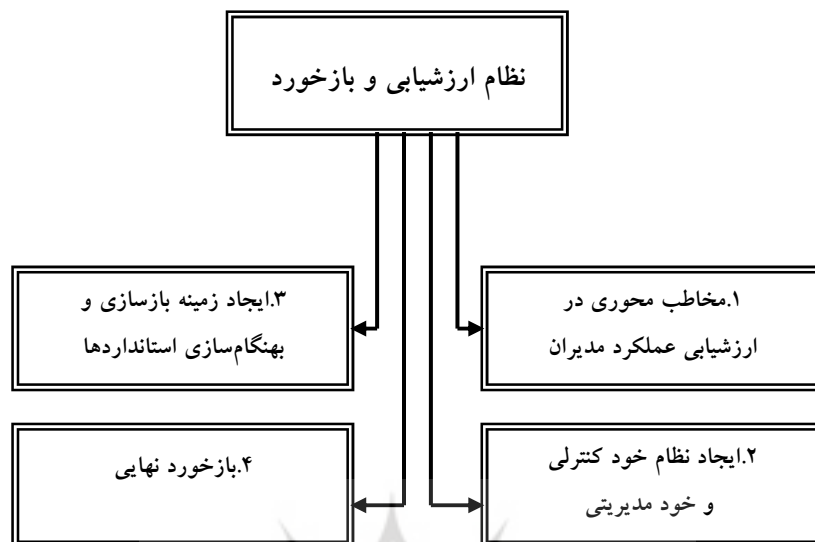 نظام ارزشیابی و بازخورد
۱.مخاطب محوری در
ارزشیابی عملکرد مدیران
۲.ایجاد نظام خود کنترلی
و خود مدیریتی
۳.ایجاد زمینه بازسازی و
بهنگام‌سازی استانداردها
۴.بازخورد نهایی